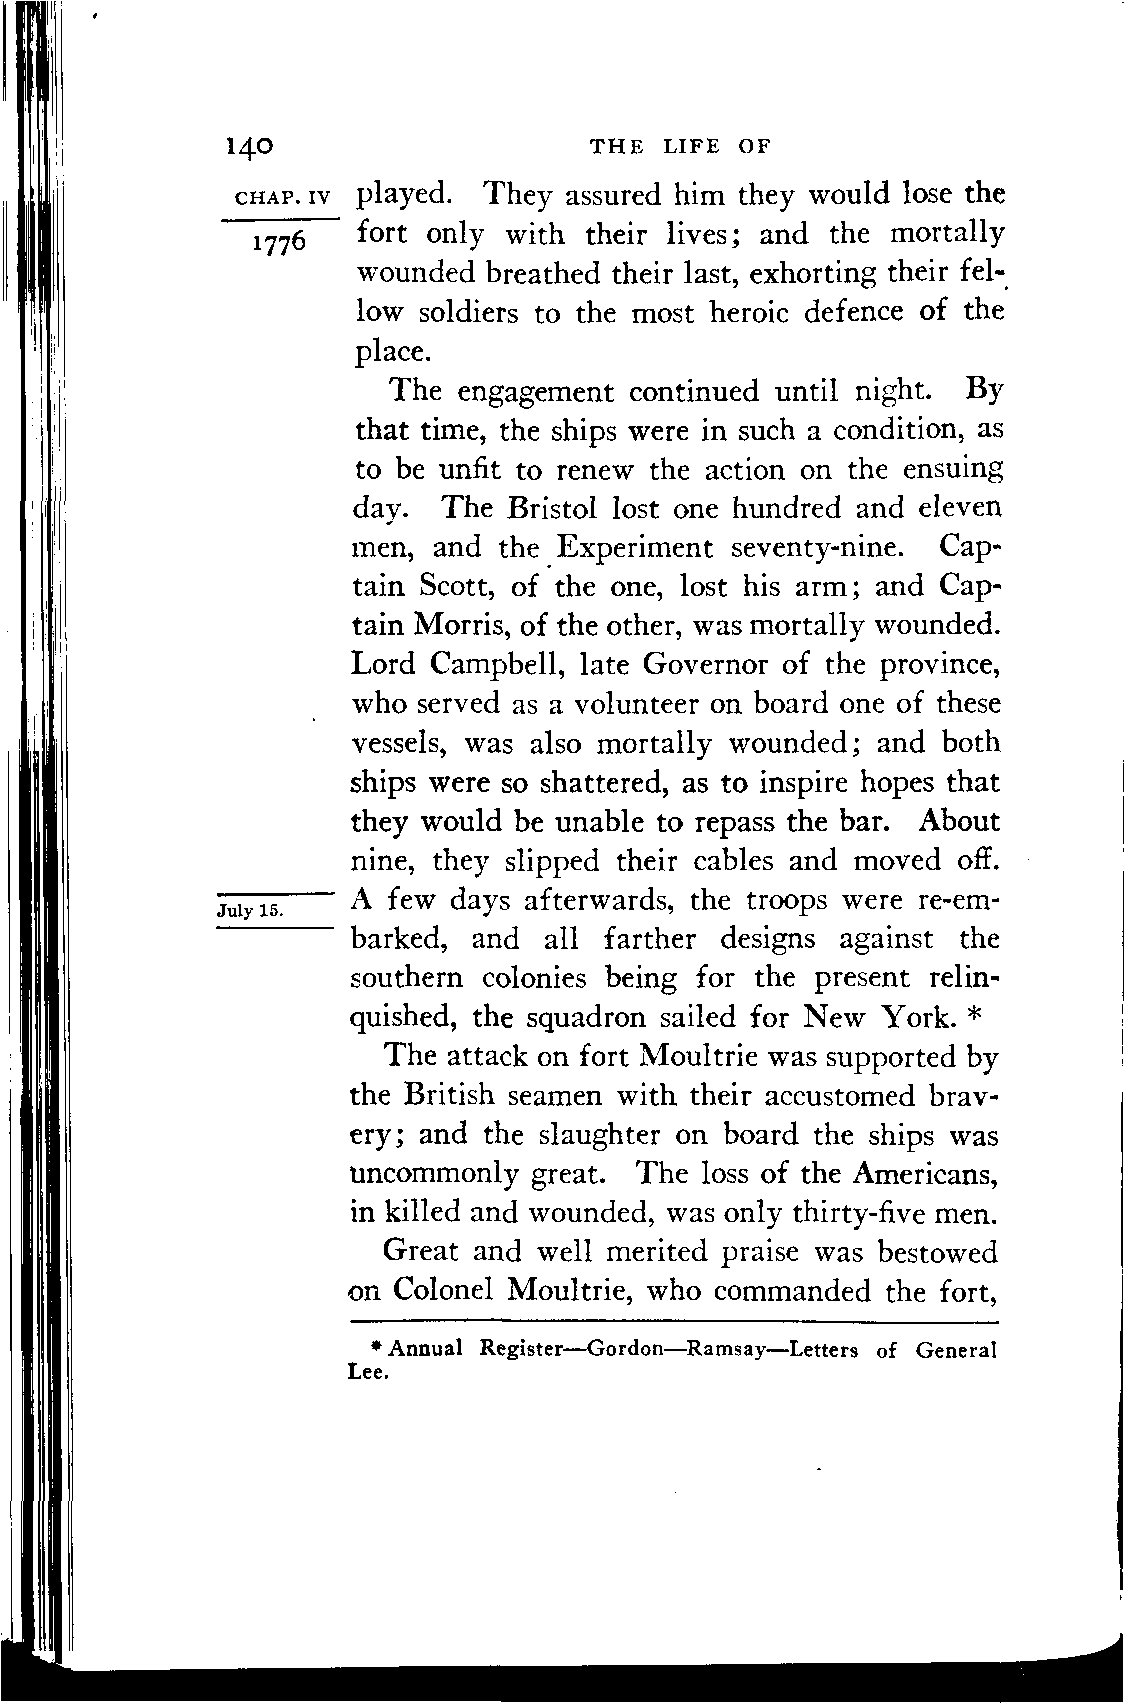 140 THE LIFE OF
CHAP. IV played. They assured him they would lose the
1776 fort only with their lives; and the mortally
wounded breathed their last, exhorting their fel-
low soldiers to the most heroic defence of the
place.
The engagement continued until night. By
that time, the ships were in such a condition, as
to be unfit to renew the action on the ensuing
day. The Bristol lost one hundred and eleven
men, and the Experiment seventy-nine. Cap-
tain Scott, of the one, lost his arm; and Cap-
tain Morris, of the other, was mortally wounded.
Lord Campbell, late Governor of the province,
who served as a volunteer on board one of these
vessels, was also mortally wounded; and both
ships were so shattered, as to inspire hopes that
they would be unable to repass the bar. About
nine, they slipped their cables and moved off.
July 15. A few days afterwards, the troops were re-em-
barked, and all farther designs against the
southern colonies being for the present relin-
quished, the squadron sailed for New York. *
The attack on fort Moultrie was supported by
the British seamen with their accustomed brav-
ery; and the slaughter on board the ships was
uncommonly great. The loss of the Americans,
in killed and wounded, was only thirty-five men.
Great and well merited praise was bestowed
on Colonel Moultrie, who commanded the fort,
* Annual Register—Gordon—Ramsay—Letters of General
Lee.